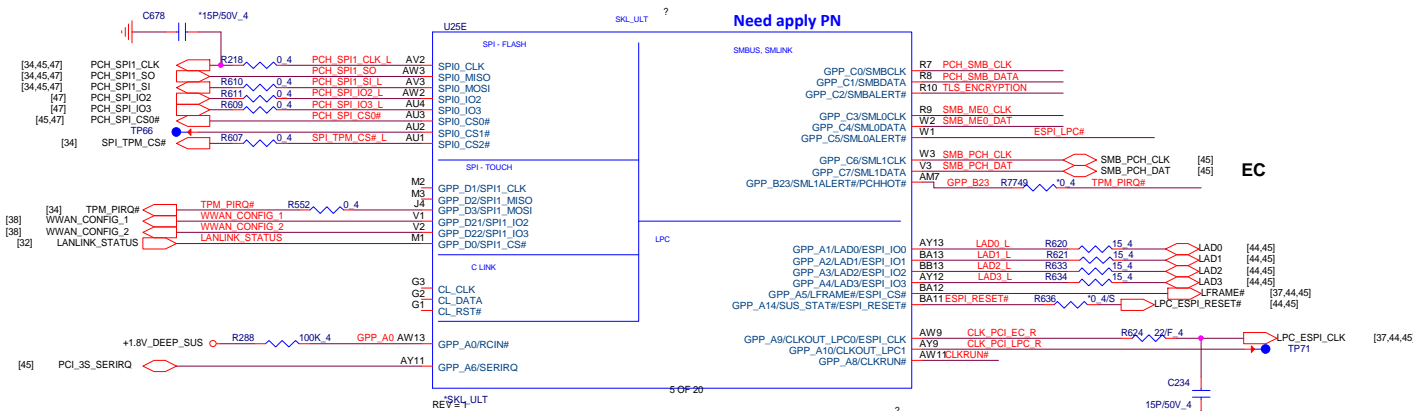 C678 *15P/50V_4
U25E
SKL_ULT
?
Need apply PN
SPI - FLASH
SMBUS, SMLINK
[34,45,47] PCH_SPI1_CLK R218 0_4 PCH_SPI1_CLK_L AV2 SPI0_CLK
[34,45,47] PCH_SPI1_SO PCH_SPI1_SO AW3 SPI0_MISO
[34,45,47] PCH_SPI1_SI R610 0_4 PCH_SPI1_SI_L AV3 SPI0_MOSI
[47] PCH_SPI_IO2 R611 0_4 PCH_SPI1_IO2_L AW2 SPI0_IO2
[47] PCH_SPI_IO3 R609 0_4 PCH_SPI1_IO3_L AU4 SPI0_IO3
[45,47] PCH_SPI_CS0# PCH_SPI_CS0# AU3 SPI0_CS0#
TP66 AU2 SPI0_CS1#
[34] SPI_TPM_CS# R607 0_4 SPI_TPM_CS#_L AU1 SPI0_CS2#
GPP_C0/SMBCLK R7 PCH_SMB_CLK
GPP_C1/SMBDATA R8 PCH_SMB_DATA
GPP_C2/SMBALERT# R10 TLS_ENCRYPTION
GPP_C3/SML0CLK R9 SMB_ME0_CLK
GPP_C4/SML0DATA W2 SMB_ME0_DAT
GPP_C5/SML0ALERT# W1 ESPI_LPC#
GPP_C6/SML1CLK W3 SMB_PCH_CLK SMB_PCH_CLK [45]
GPP_C7/SML1DATA V3 SMB_PCH_DAT SMB_PCH_DAT [45]
EC
GPP_B23/SML1ALERT#/PCHHOT# AM7 GPP_B23 R7749 *0_4 TPM_PIRQ#
SPI - TOUCH
M2 GPP_D1/SPI1_CLK
M3 GPP_D2/SPI1_MISO
[34] TPM_PIRQ# TPM_PIRQ# R552 0_4 J4 GPP_D3/SPI1_MOSI
[38] WWAN_CONFIG_1 WWAN_CONFIG_1 V1 GPP_D21/SPI1_IO2
[38] WWAN_CONFIG_2 WWAN_CONFIG_2 V2 GPP_D22/SPI1_IO3
[32] LANLINK_STATUS LANLINK_STATUS M1 GPP_D0/SPI1_CS#
LPC
GPP_A1/LAD0/ESPI_IO0 AY13 LAD0_L R620 15_4 LAD0 [44,45]
GPP_A2/LAD1/ESPI_IO1 BA13 LAD1_L R621 15_4 LAD1 [44,45]
GPP_A3/LAD2/ESPI_IO2 BB13 LAD2_L R633 15_4 LAD2 [44,45]
GPP_A4/LAD3/ESPI_IO3 AY12 LAD3_L R634 15_4 LAD3 [44,45]
GPP_A5/LFRAME#/ESPI_CS# BA12 LFRAME# [37,44,45]
GPP_A14/SUS_STAT#/ESPI_RESET# BA11 ESPI_RESET# R636 *0_4/S LPC_ESPI_RESET# [44,45]
C LINK
G3 CL_CLK
G2 CL_DATA
G1 CL_RST#
+1.8V_DEEP_SUS R288 100K_4 GPP_A0 AW13 GPP_A0/RCIN#
[45] PCI_3S_SERIRQ AY11 GPP_A6/SERIRQ
GPP_A9/CLKOUT_LPC0/ESPI_CLK AW9 CLK_PCI_EC_R R624 22/F_4 LPC_ESPI_CLK [37,44,45]
GPP_A10/CLKOUT_LPC1 AY9 CLK_PCI_LPC_R TP71
GPP_A8/CLKRUN# AW11 CLKRUN#
C234
15P/50V_4
5 OF 20
*SKL_ULT
REV = 1
?